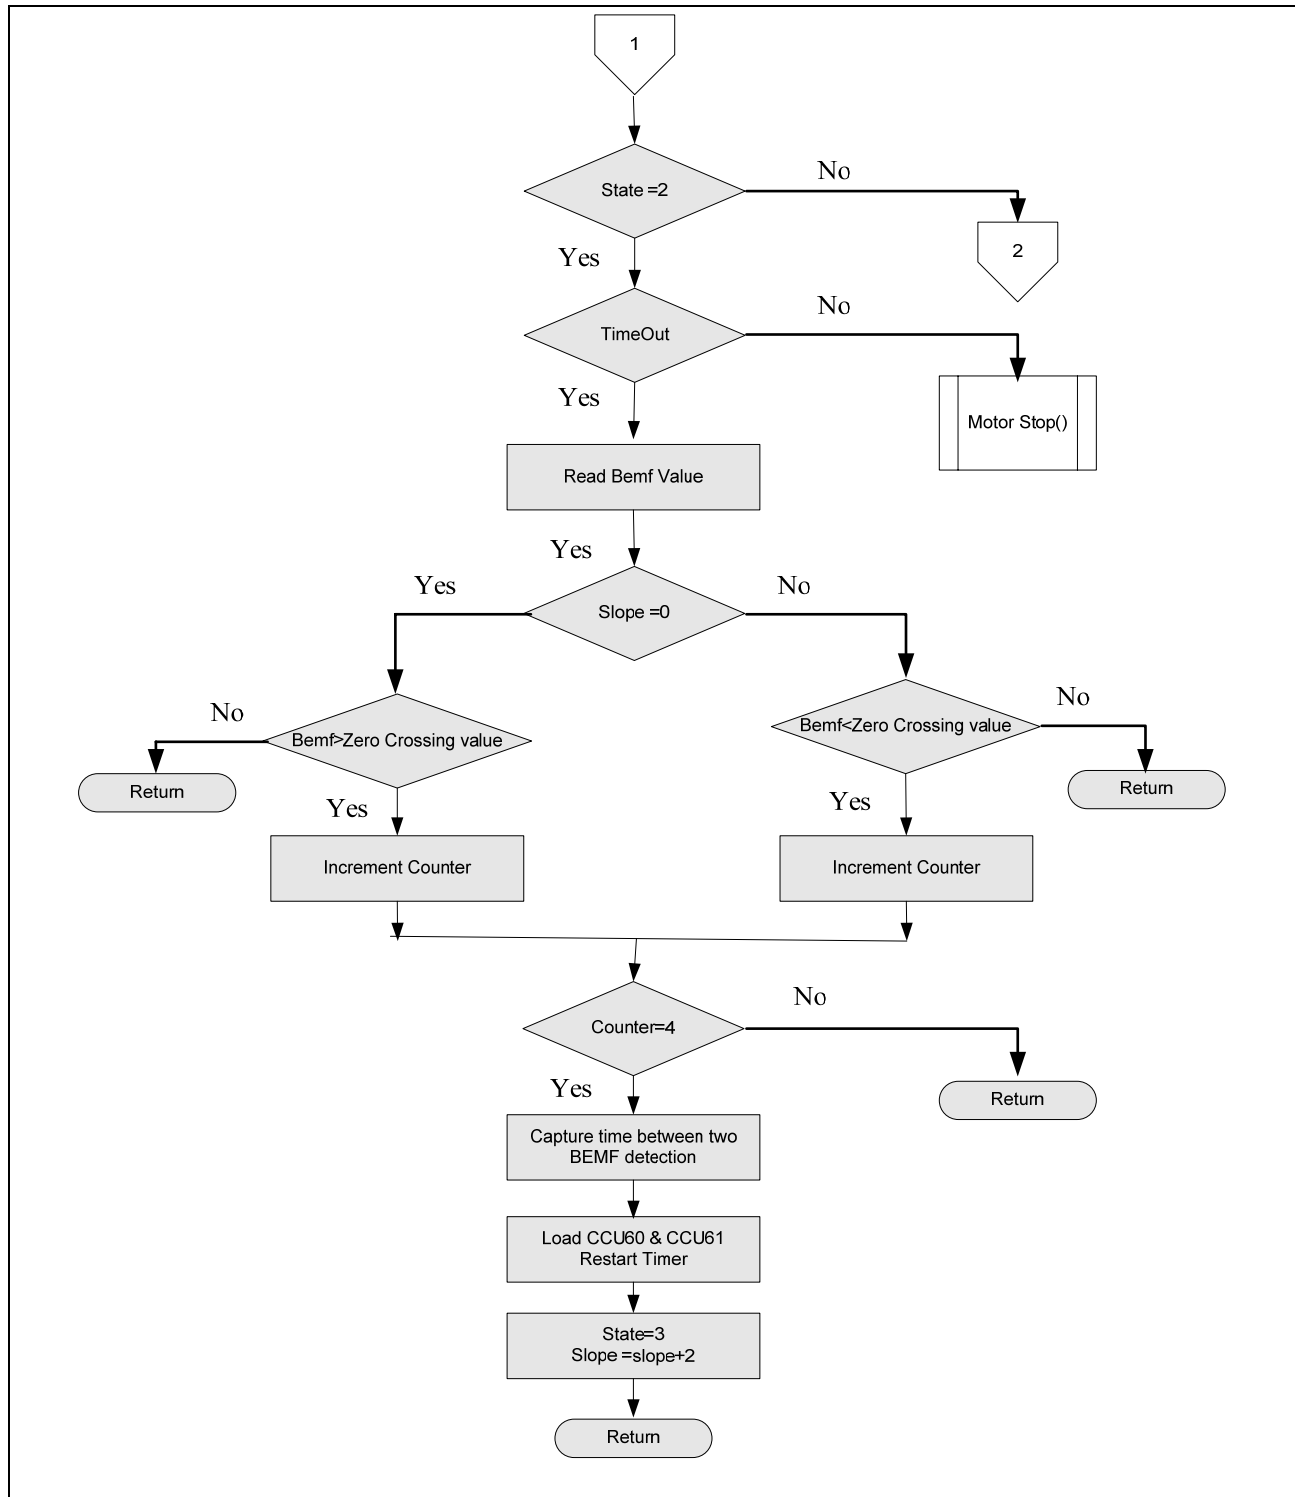 1
State =2
No
2
Yes
TimeOut
No
Motor Stop()
Yes
Read Bemf Value
Yes
Yes
Slope =0
No
No
Bemf>Zero Crossing value
Bemf<Zero Crossing value
No
Return
Return
Yes
Yes
Increment Counter
Increment Counter
Counter=4
No
Return
Yes
Capture time between two
BEMF detection
Load CCU60 & CCU61
Restart Timer
State=3
Slope =slope+2
Return